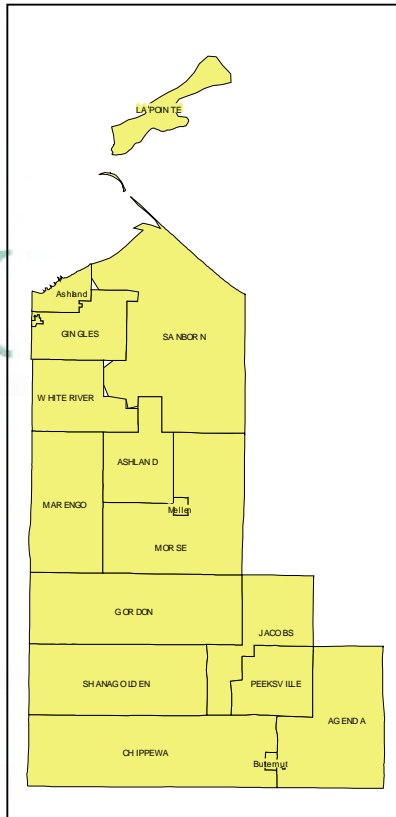 LA POINTE
Ashland
GINGLES
SANBORN
WHITE RIVER
ASHLAND
MARENGO
Mellen
MORSE
GORDON
JACOBS
SHANAGOLDEN
PEEKSVILLE
AGENDA
CHIPPEWA
Butternut